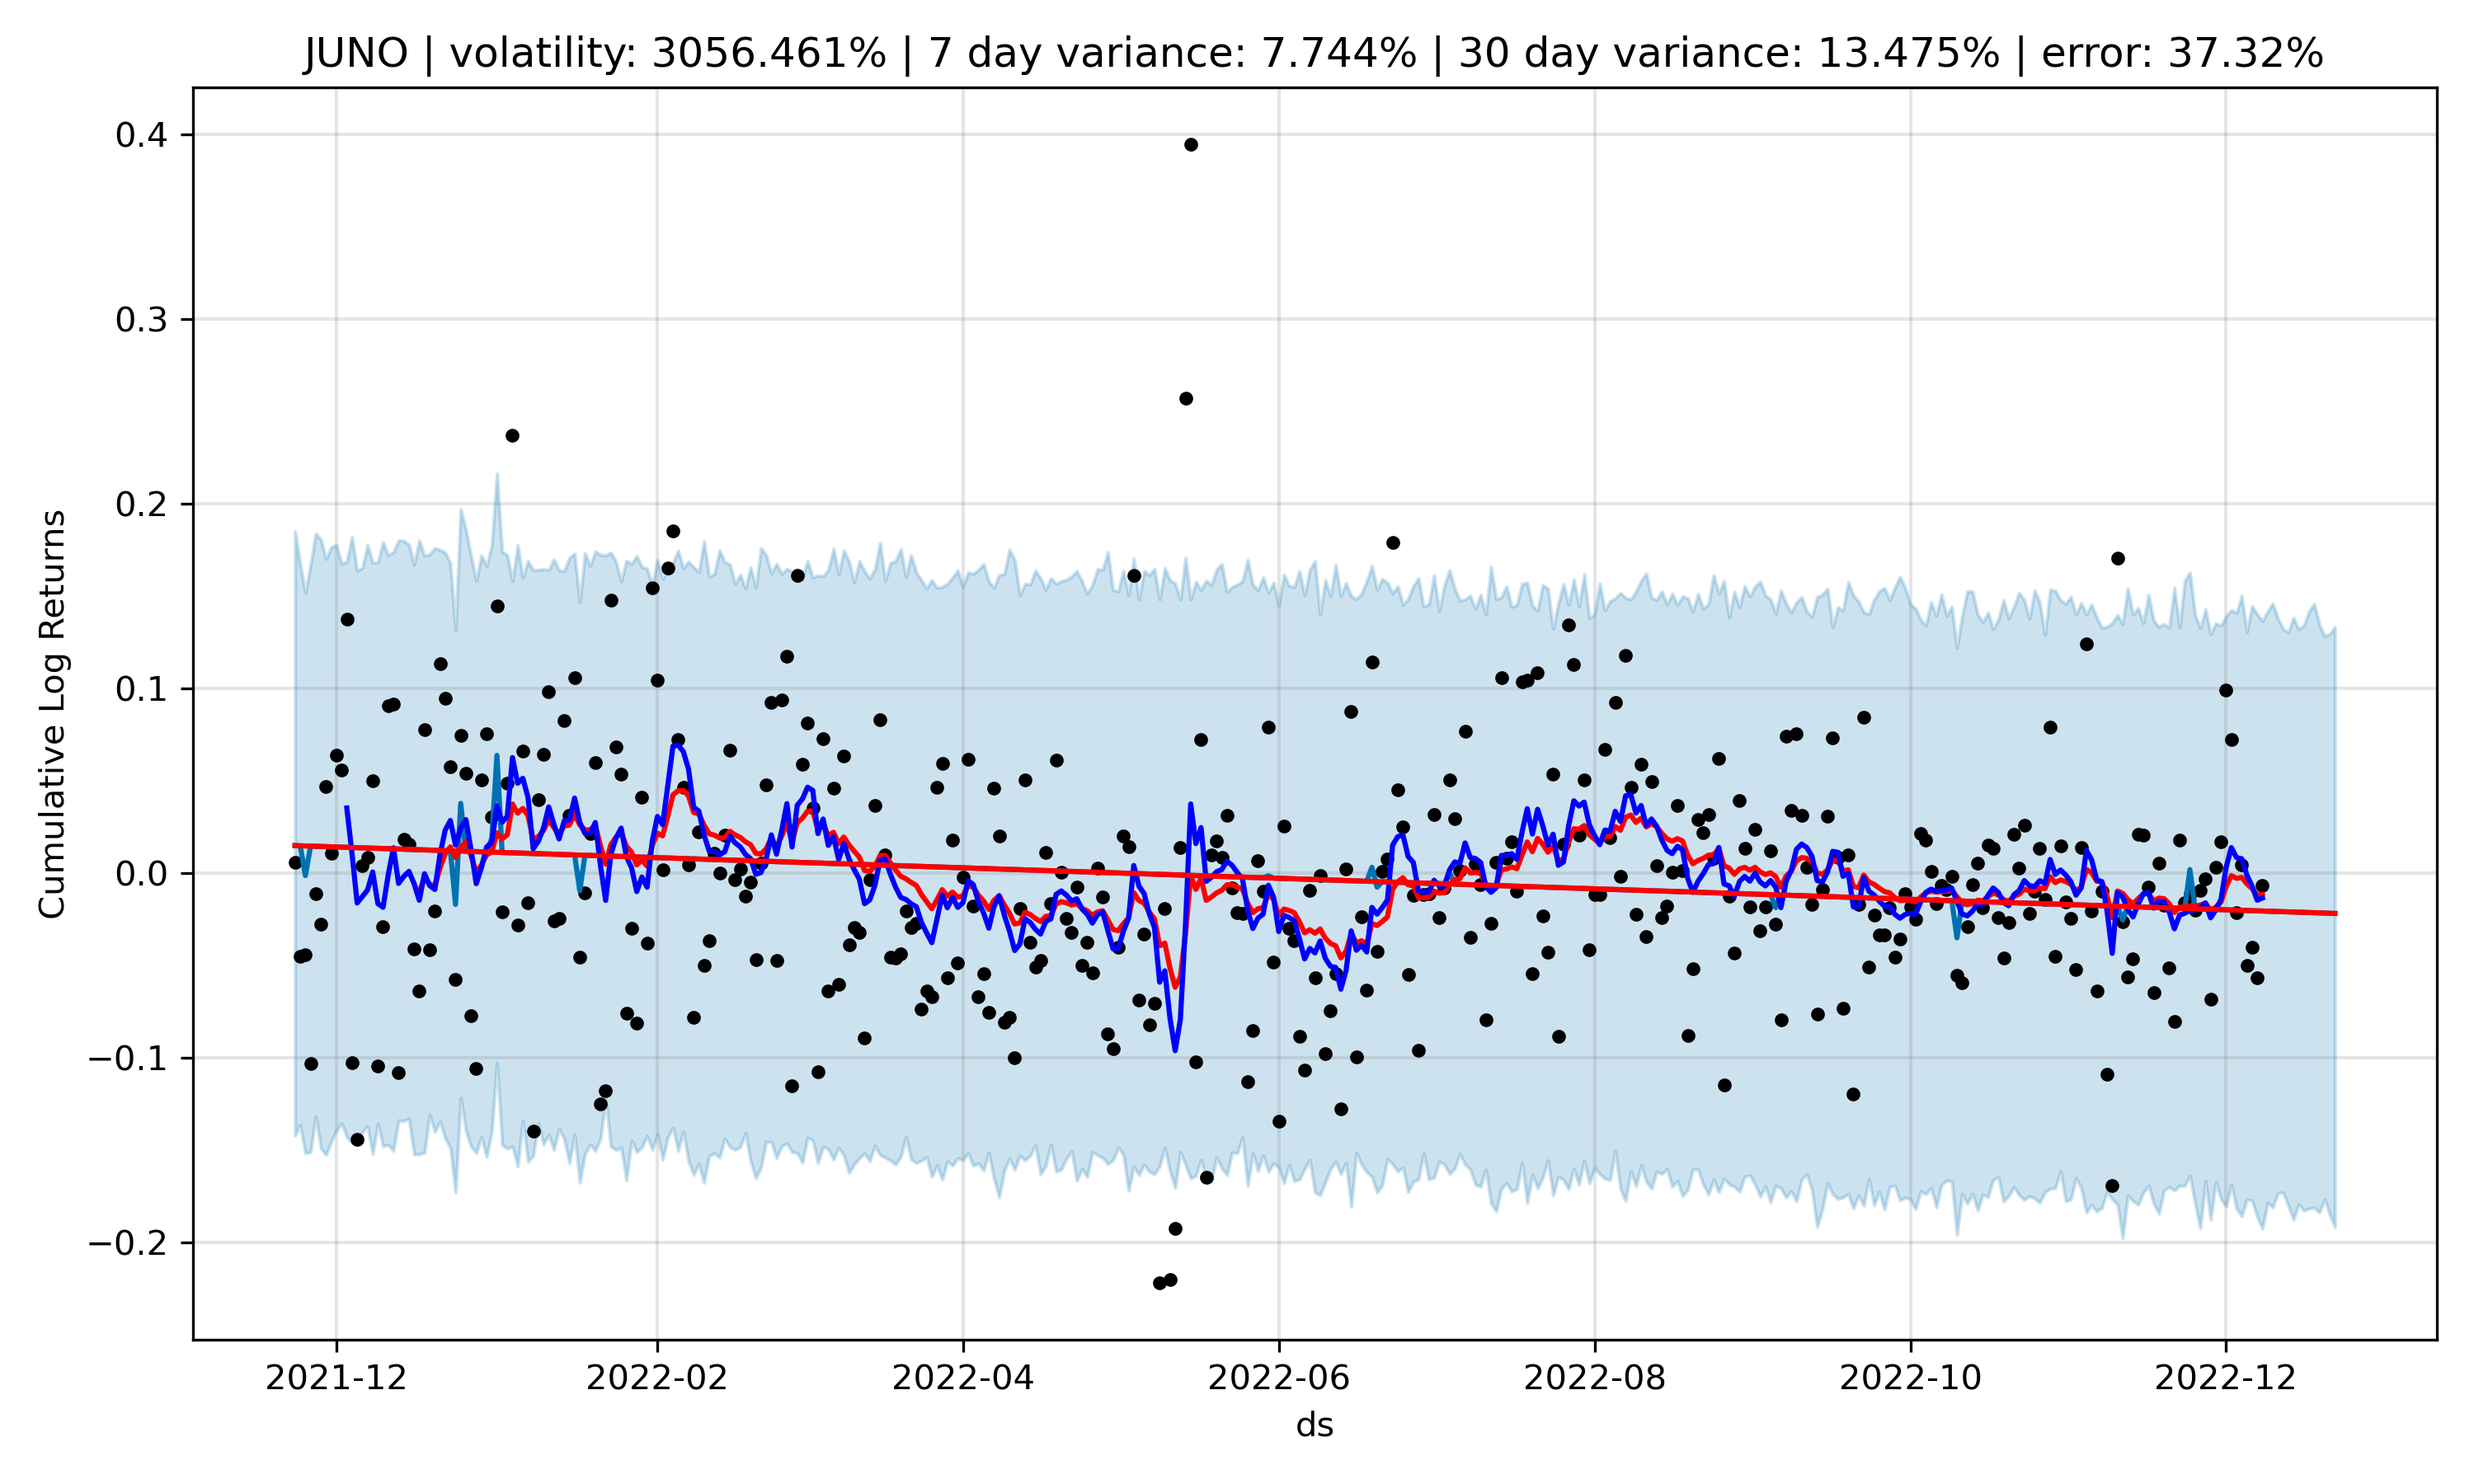 JUNO | volatility: 3056.461% | 7 day variance: 7.744% | 30 day variance: 13.475% | error: 37.32%
Cumulative Log Returns
0.4
0.3
0.2
0.1
0.0
−0.1
−0.2
2021-12 2022-02 2022-04 2022-06 2022-08 2022-10 2022-12
ds